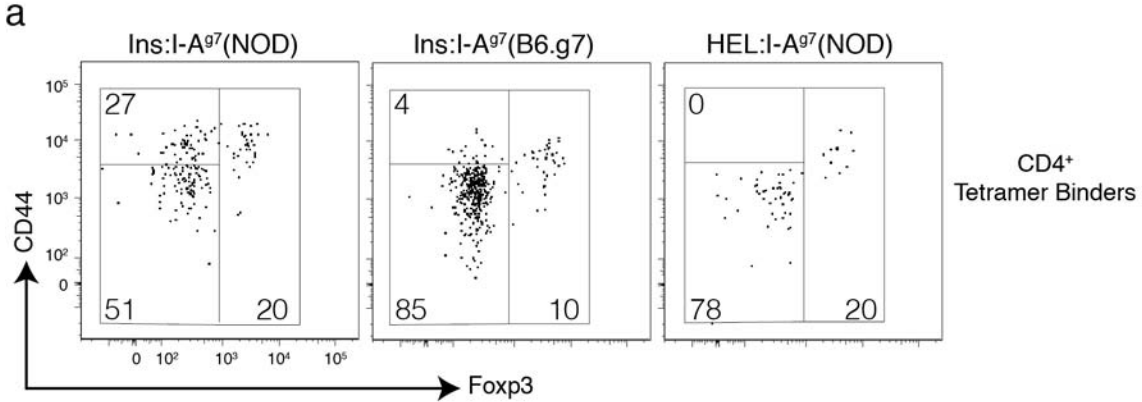 a
Ins:I-Ag7(NOD)
Ins:I-Ag7(B6.g7)
HEL:I-Ag7(NOD)
10⁵
10⁴
10³
10²
0
27
51
20
4
85
10
0
78
20
CD4⁺
Tetramer Binders
CD44
0 10² 10³ 10⁴ 10⁵
Foxp3